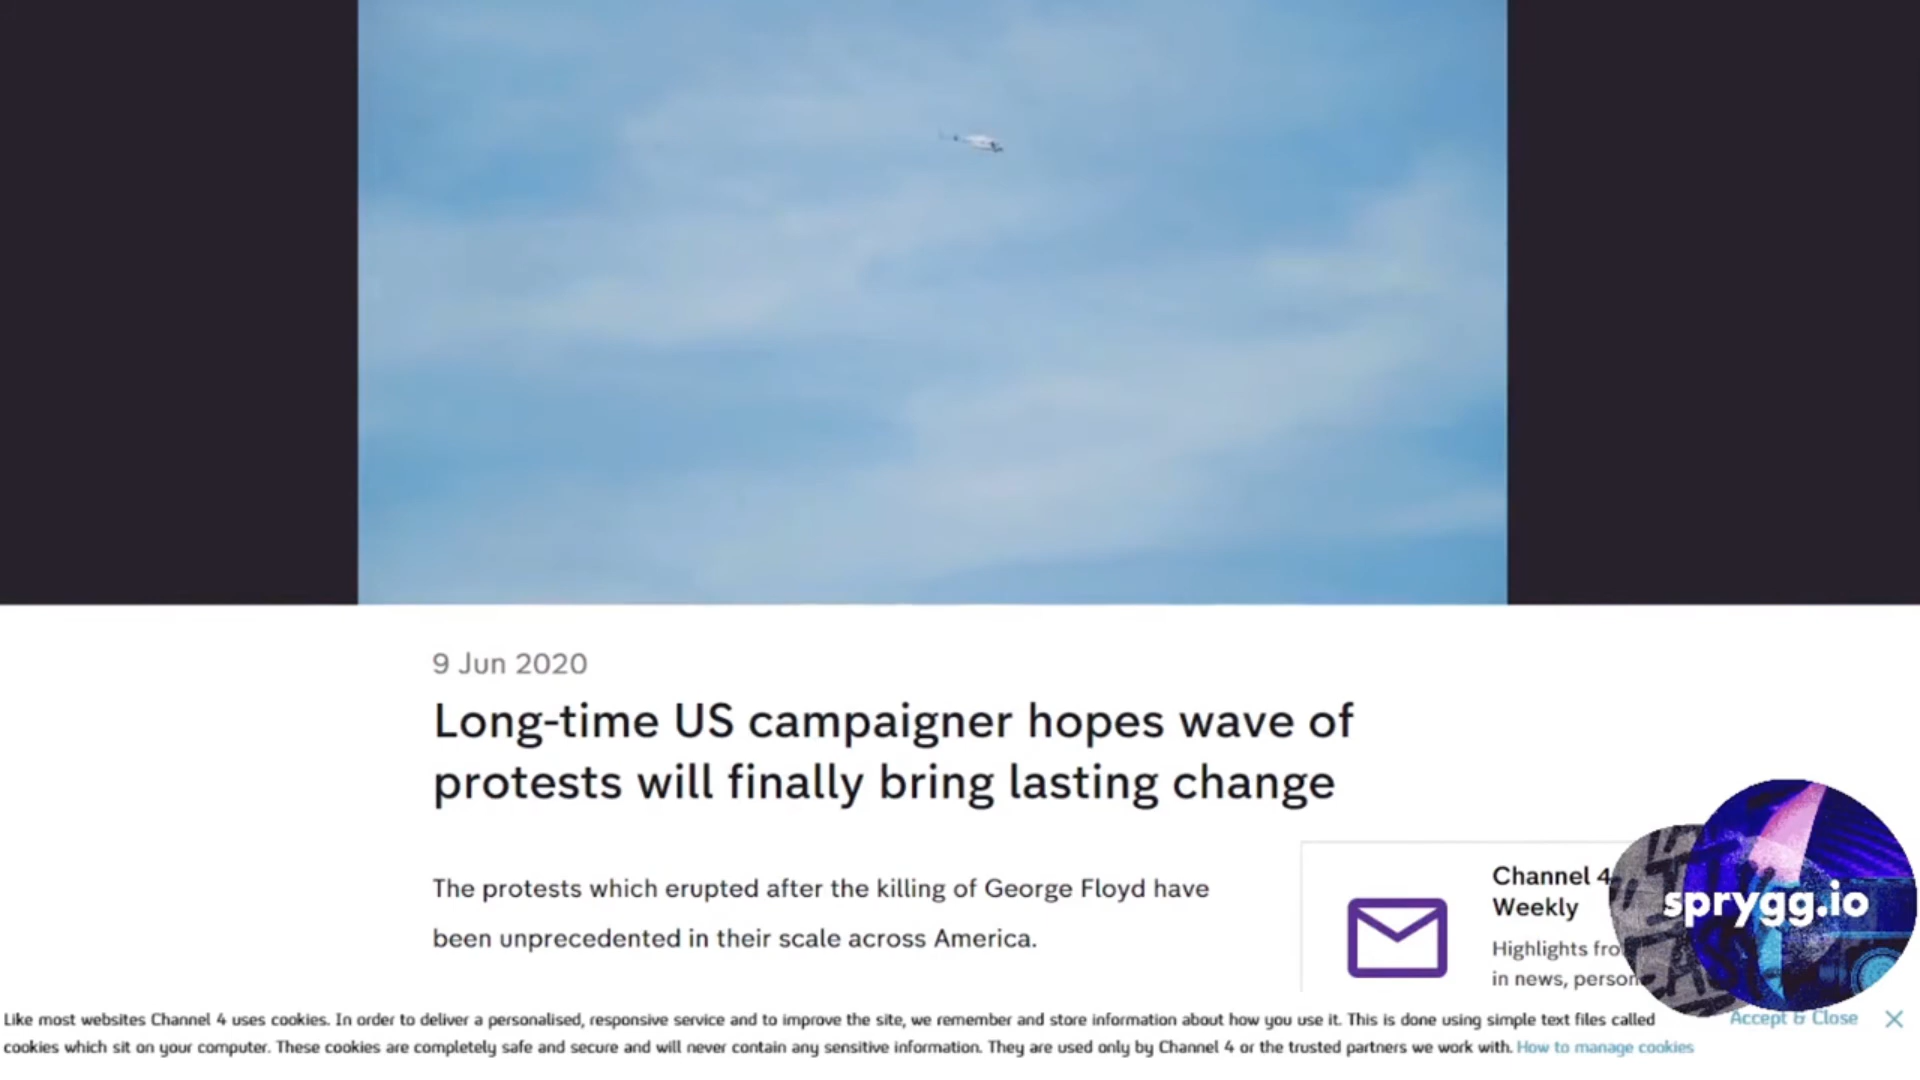 9 Jun 2020
Long-time US campaigner hopes wave of
protests will finally bring lasting change
The protests which erupted after the killing of George Floyd have
been unprecedented in their scale across America.
Channel 4
Weekly
Highlights
in news,
sprygg.io
Like most websites Channel 4 uses cookies. In order to deliver a personalised, responsive service and to improve the site, we remember and store information about how you use it. This is done using simple text files called
cookies which sit on your computer. These cookies are completely safe and secure and will never contain any sensitive information. They are used only by Channel 4 or the trusted partners we work with. How to manage cookies
Accept & Close